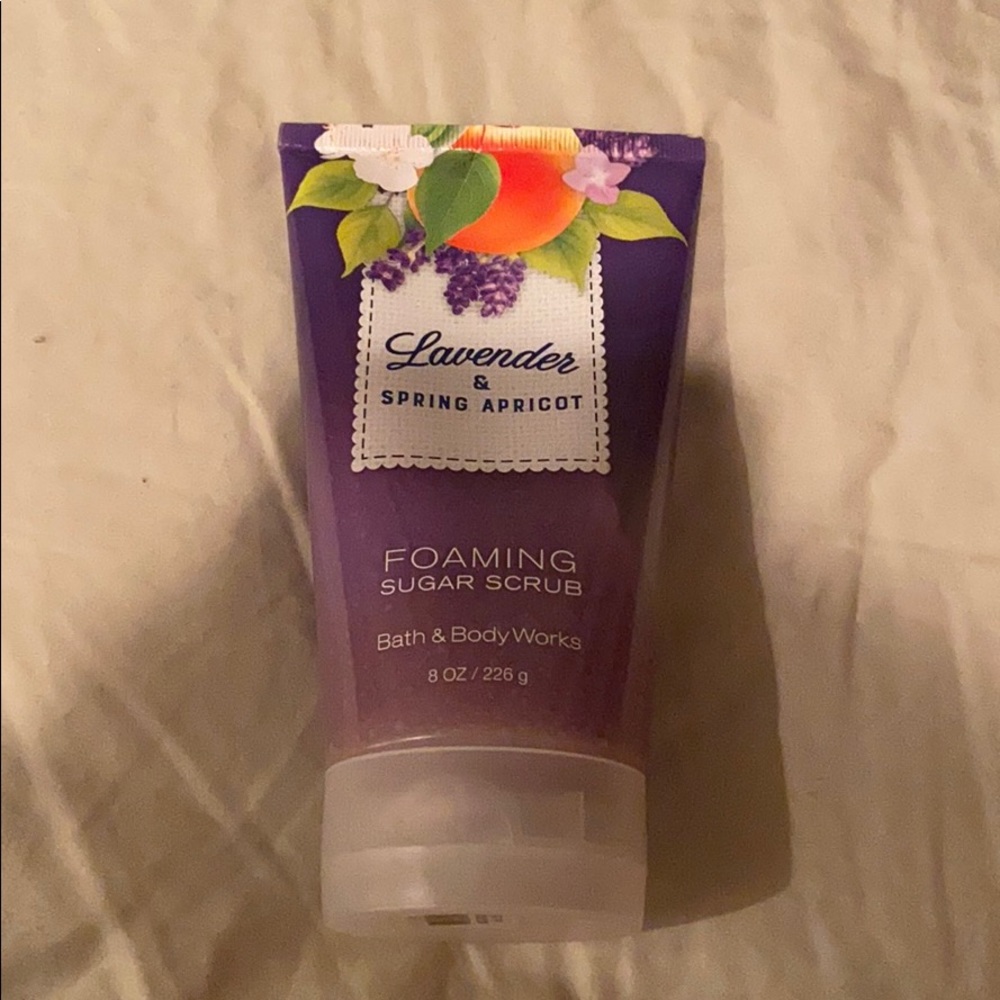 Lavender
&
SPRING APRICOT
FOAMING
SUGAR SCRUB
Bath & Body Works
8 OZ / 226 g